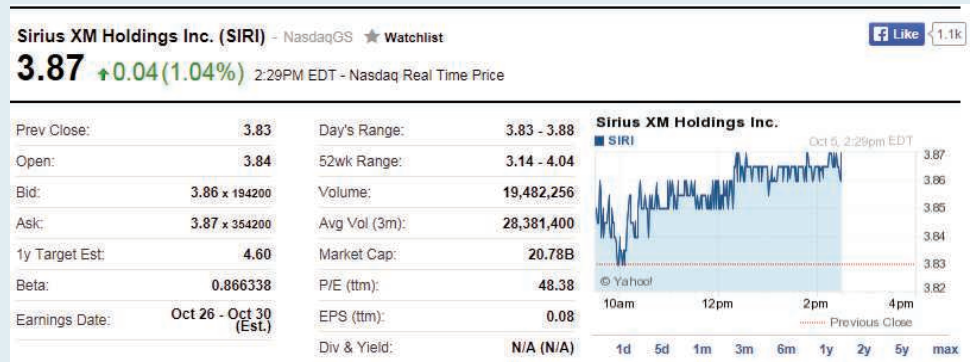 Sirius XM Holdings Inc. (SIRI) - NasdaqGS ★ Watchlist
Like 1.1k
3.87 ↑0.04(1.04%) 2:29PM EDT - Nasdaq Real Time Price
Prev Close: 3.83
Open: 3.84
Bid: 3.86 x 194200
Ask: 3.87 x 354200
1y Target Est: 4.60
Beta: 0.866338
Earnings Date: Oct 26 - Oct 30 (Est.)
Day's Range: 3.83 - 3.88
52wk Range: 3.14 - 4.04
Volume: 19,482,256
Avg Vol (3m): 28,381,400
Market Cap: 20.78B
P/E (ttm): 48.38
EPS (ttm): 0.08
Div & Yield: N/A (N/A)
Sirius XM Holdings Inc.
SIRI Oct 5, 2:29pm EDT
3.87
3.86
3.85
3.84
3.83
3.82
© Yahoo!
10am 12pm 2pm 4pm
Previous Close
1d 5d 1m 3m 6m 1y 2y 5y max